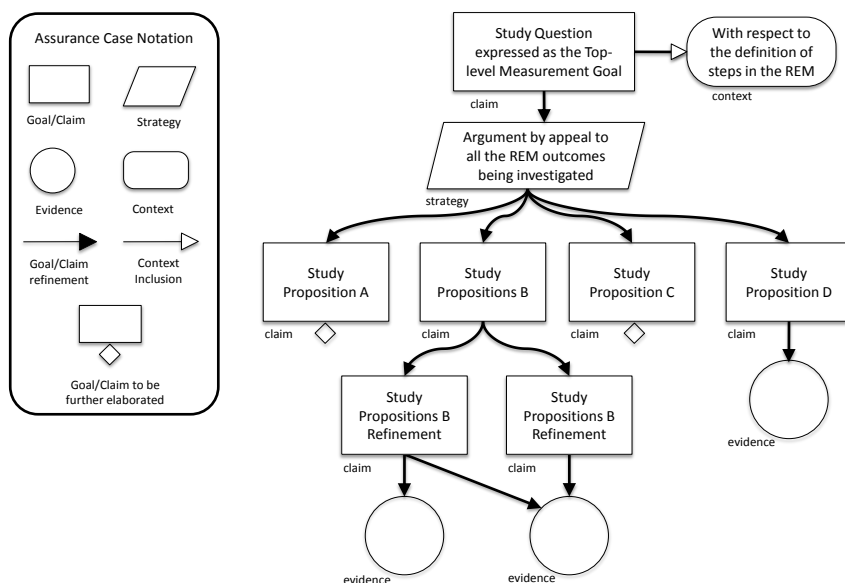 Assurance Case Notation
Goal/Claim
Strategy
Evidence
Context
Goal/Claim
refinement
Context
Inclusion
Goal/Claim to be
further elaborated
Study Question
expressed as the Top-
level Measurement Goal
claim
With respect to
the definition of
steps in the REM
context
Argument by appeal to
all the REM outcomes
being investigated
strategy
Study
Proposition A
claim
Study
Propositions B
claim
Study
Proposition C
claim
Study
Proposition D
claim
Study
Propositions B
Refinement
claim
Study
Propositions B
Refinement
claim
evidence
evidence
evidence